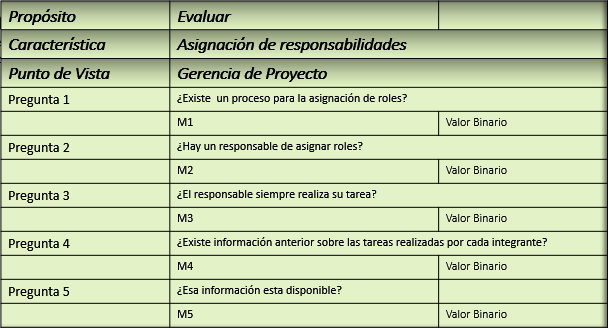 Propósito Evaluar
Característica Asignación de responsabilidades
Punto de Vista Gerencia de Proyecto
Pregunta 1 ¿Existe un proceso para la asignación de roles?
M1 Valor Binario
Pregunta 2 ¿Hay un responsable de asignar roles?
M2 Valor Binario
Pregunta 3 ¿El responsable siempre realiza su tarea?
M3 Valor Binario
Pregunta 4 ¿Existe información anterior sobre las tareas realizadas por cada integrante?
M4 Valor Binario
Pregunta 5 ¿Esa información esta disponible?
M5 Valor Binario